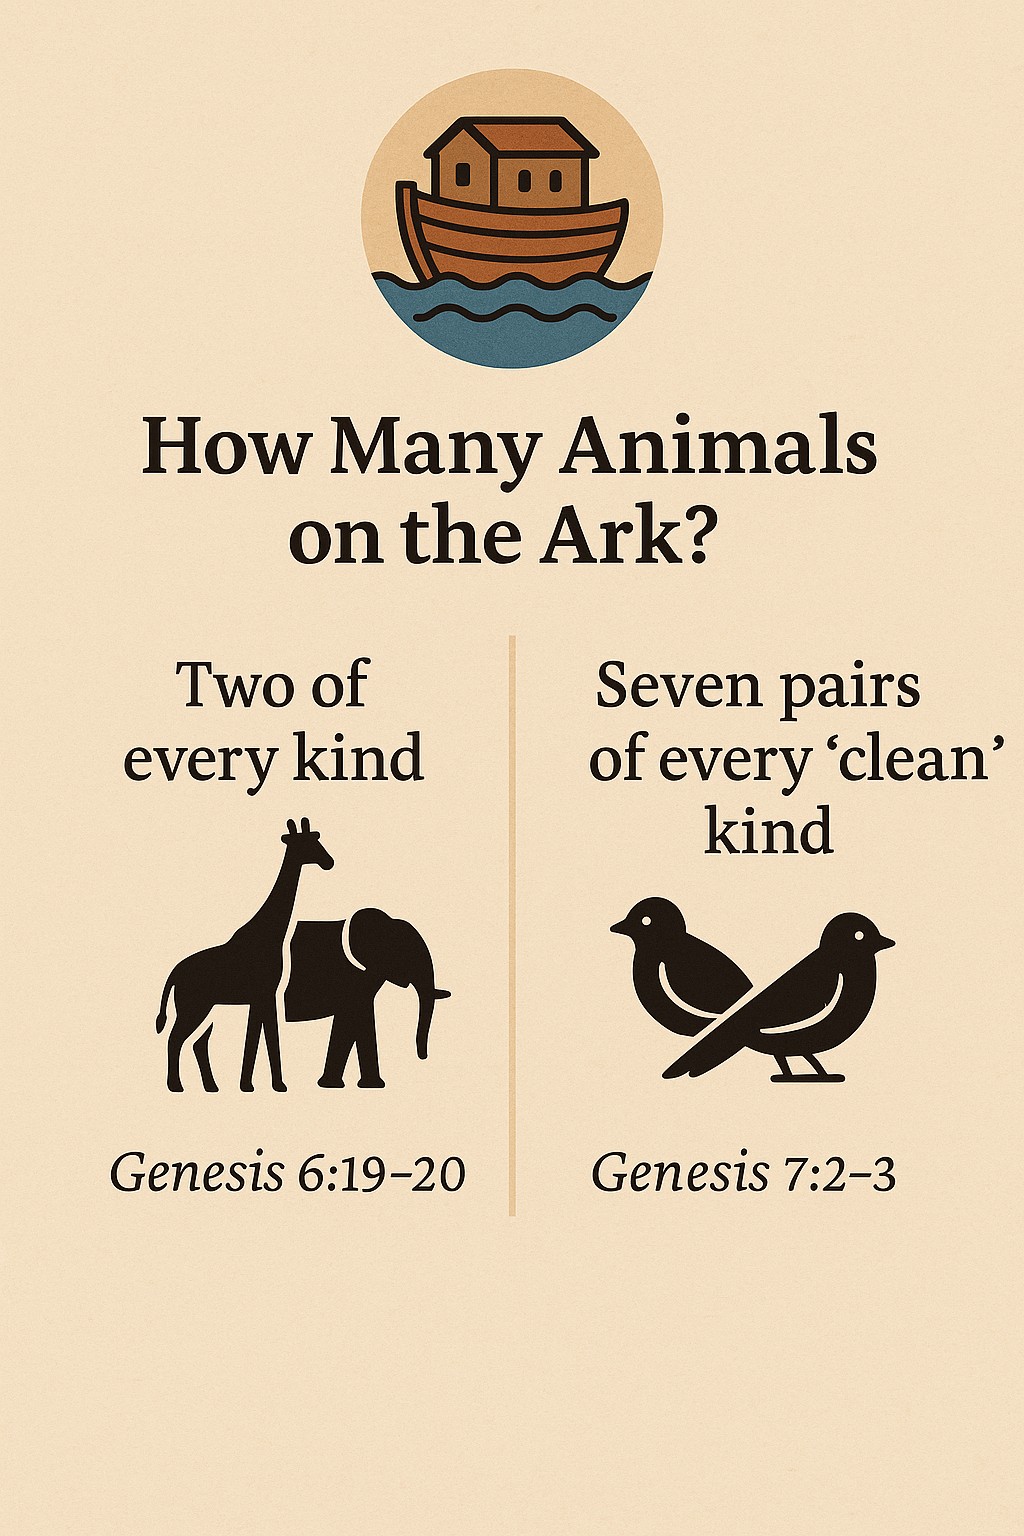 How Many Animals
on the Ark?
Two of
every kind
Genesis 6:19–20
Seven pairs
of every ‘clean’
kind
Genesis 7:2–3